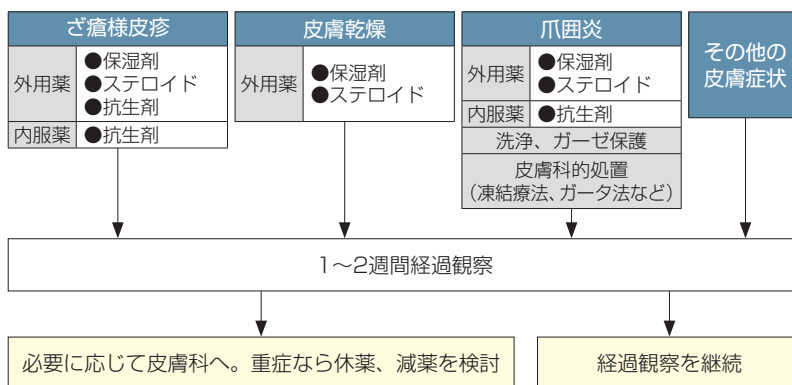 ざ瘡様皮疹
外用薬
●保湿剤
●ステロイド
●抗生剤
内服薬
●抗生剤
皮膚乾燥
外用薬
●保湿剤
●ステロイド
爪囲炎
外用薬
●保湿剤
●ステロイド
内服薬
●抗生剤
洗浄、ガーゼ保護
皮膚科的処置
（凍結療法、ガータ法など）
その他の
皮膚症状
1～2週間経過観察
必要に応じて皮膚科へ。重症なら休薬、減薬を検討
経過観察を継続